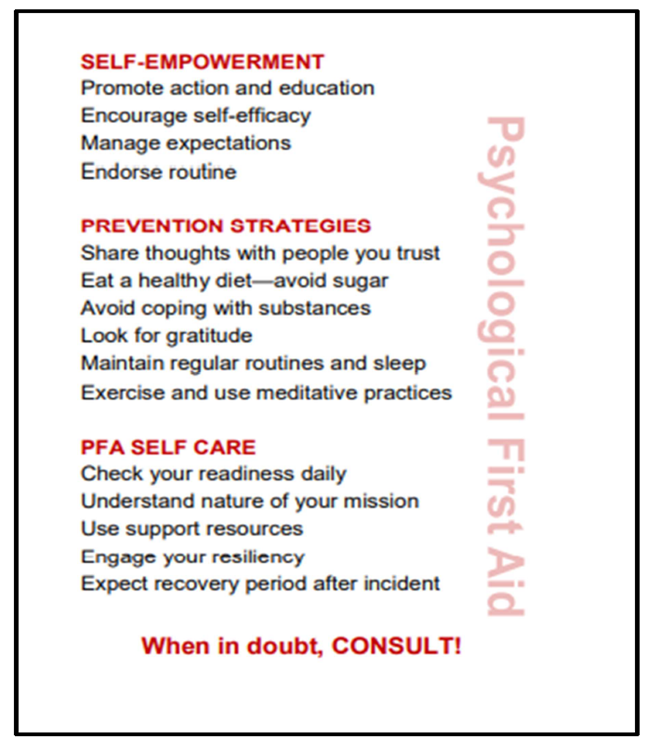 SELF-EMPOWERMENT
Promote action and education
Encourage self-efficacy
Manage expectations
Endorse routine
PREVENTION STRATEGIES
Share thoughts with people you trust
Eat a healthy diet—avoid sugar
Avoid coping with substances
Look for gratitude
Maintain regular routines and sleep
Exercise and use meditative practices
PFA SELF CARE
Check your readiness daily
Understand nature of your mission
Use support resources
Engage your resiliency
Expect recovery period after incident
When in doubt, CONSULT!
Psychological First Aid